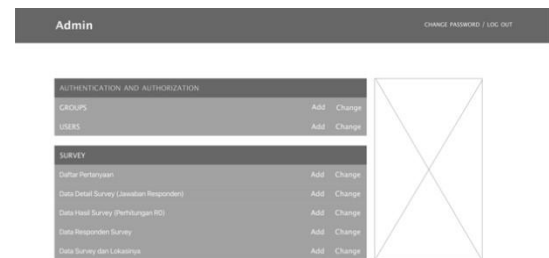 Admin
CHANGE PASSWORD / LOG OUT
AUTHENTICATION AND AUTHORIZATION
GROUPS Add Change
USERS Add Change
SURVEY
Daftar Pertanyaan Add Change
Data Detail Survey (Jawaban Responden) Add Change
Data Hasil Survey (Perhitungan R0) Add Change
Data Responden Survey Add Change
Data Survey dan Lokasinya Add Change